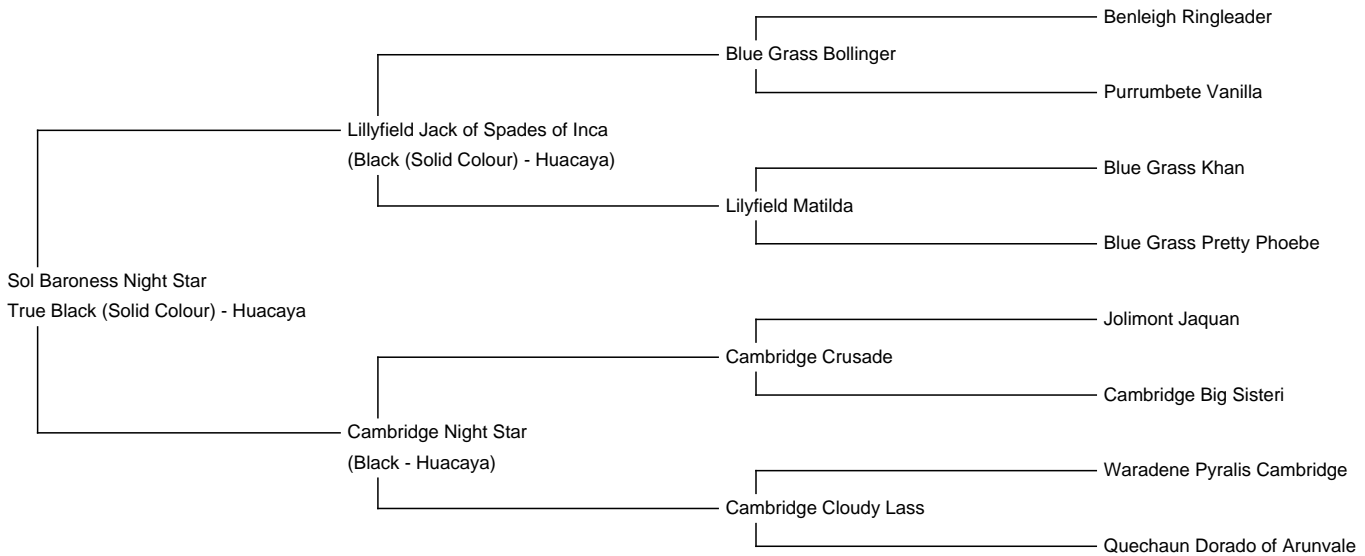 Benleigh Ringleader
Blue Grass Bollinger
Purrumbete Vanilla
Lillyfield Jack of Spades of Inca
(Black (Solid Colour) - Huacaya)
Blue Grass Khan
Lilyfield Matilda
Blue Grass Pretty Phoebe
Sol Baroness Night Star
True Black (Solid Colour) - Huacaya
Jolimont Jaquan
Cambridge Crusade
Cambridge Big Sisteri
Cambridge Night Star
(Black - Huacaya)
Waradene Pyralis Cambridge
Cambridge Cloudy Lass
Quechaun Dorado of Arunvale